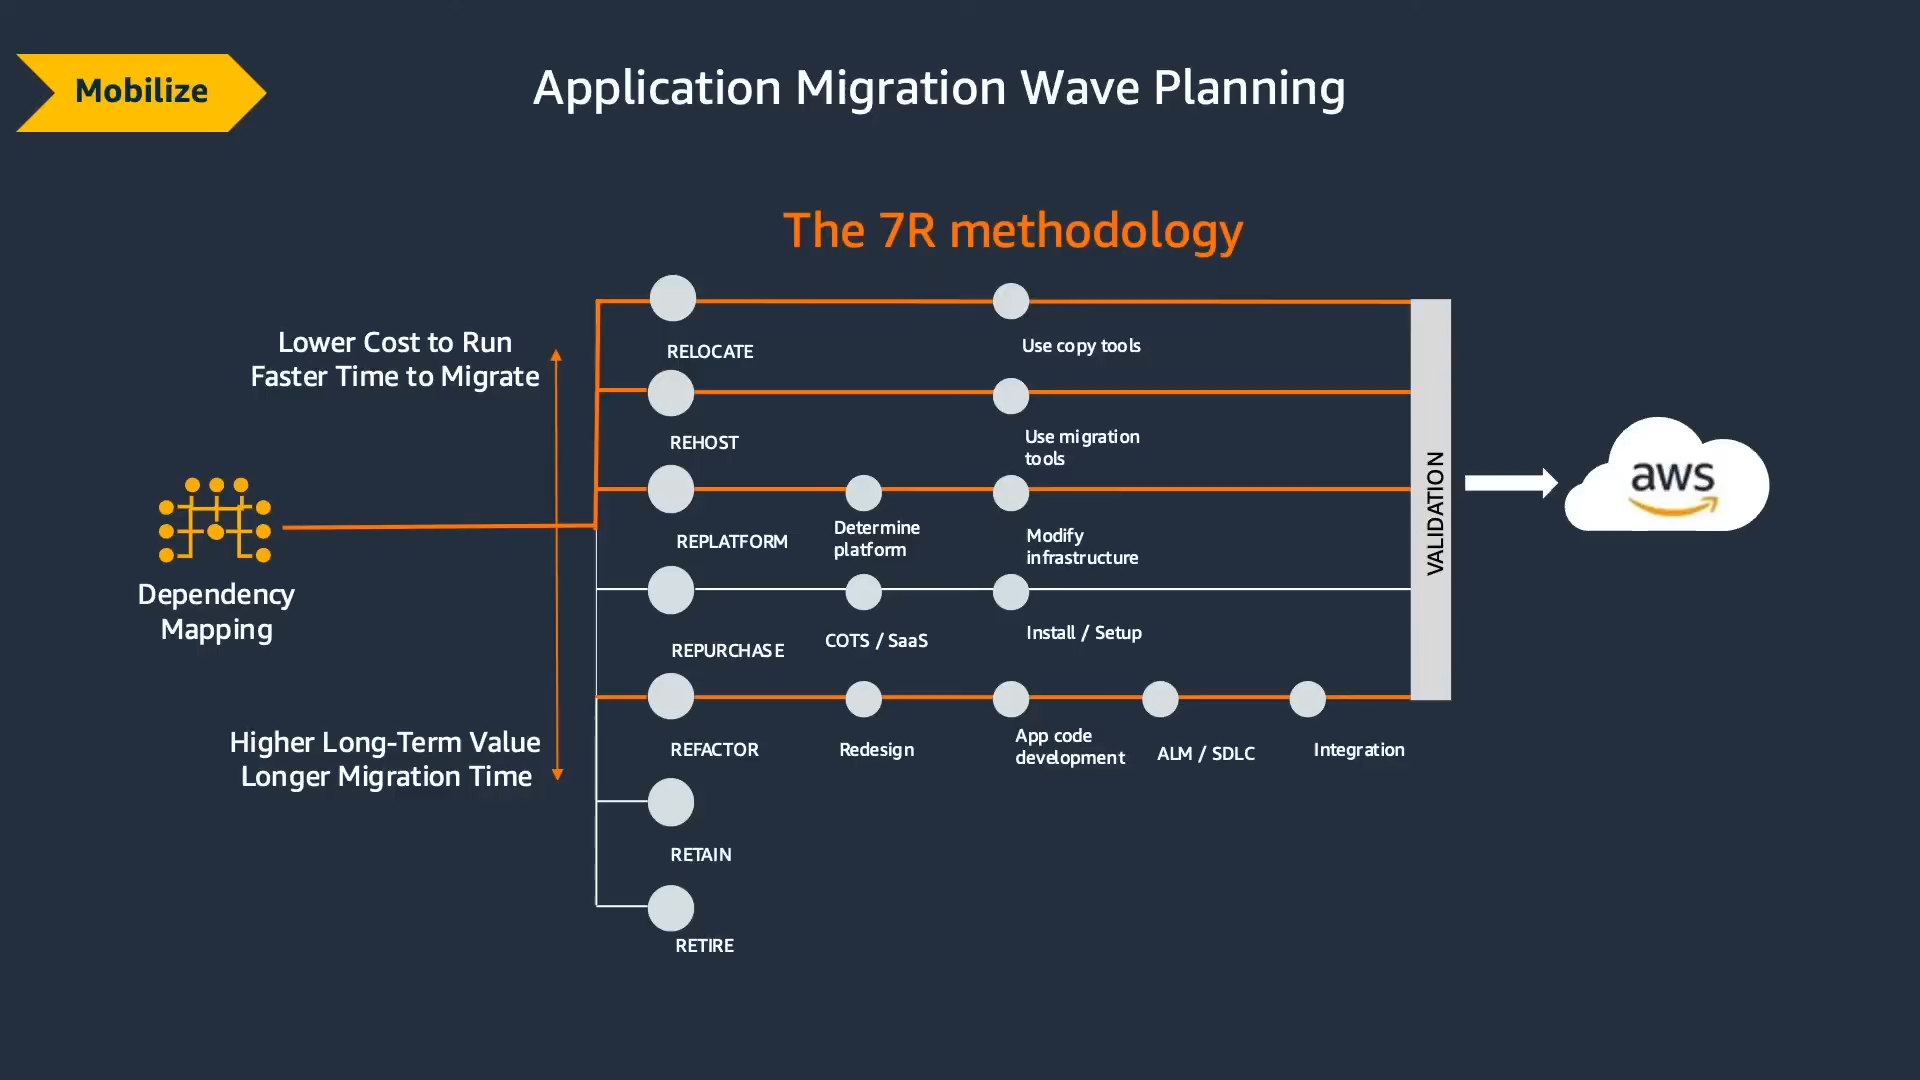 Mobilize
Application Migration Wave Planning
The 7R methodology
Lower Cost to Run
Faster Time to Migrate
Dependency
Mapping
Higher Long-Term Value
Longer Migration Time
RELOCATE
Use copy tools
REHOST
Use migration
tools
REPLATFORM
Determine
platform
Modify
infrastructure
REPURCHASE
COTS / SaaS
Install / Setup
REFACTOR
Redesign
App code
development
ALM / SDLC
Integration
RETAIN
RETIRE
VALIDATION
aws